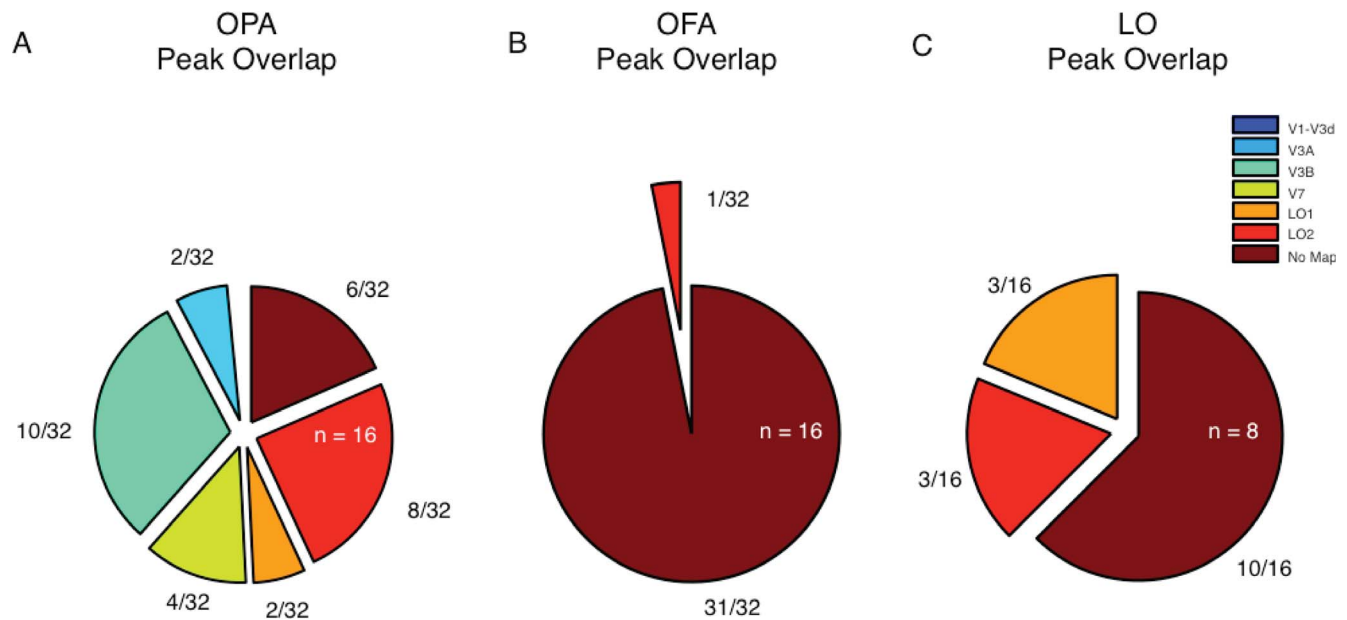 A
OPA
Peak Overlap
2/32
6/32
10/32
n = 16
8/32
4/32
2/32
B
OFA
Peak Overlap
1/32
n = 16
31/32
C
LO
Peak Overlap
V1-V3d
V3A
V3B
V7
LO1
LO2
No Map
3/16
n = 8
3/16
10/16